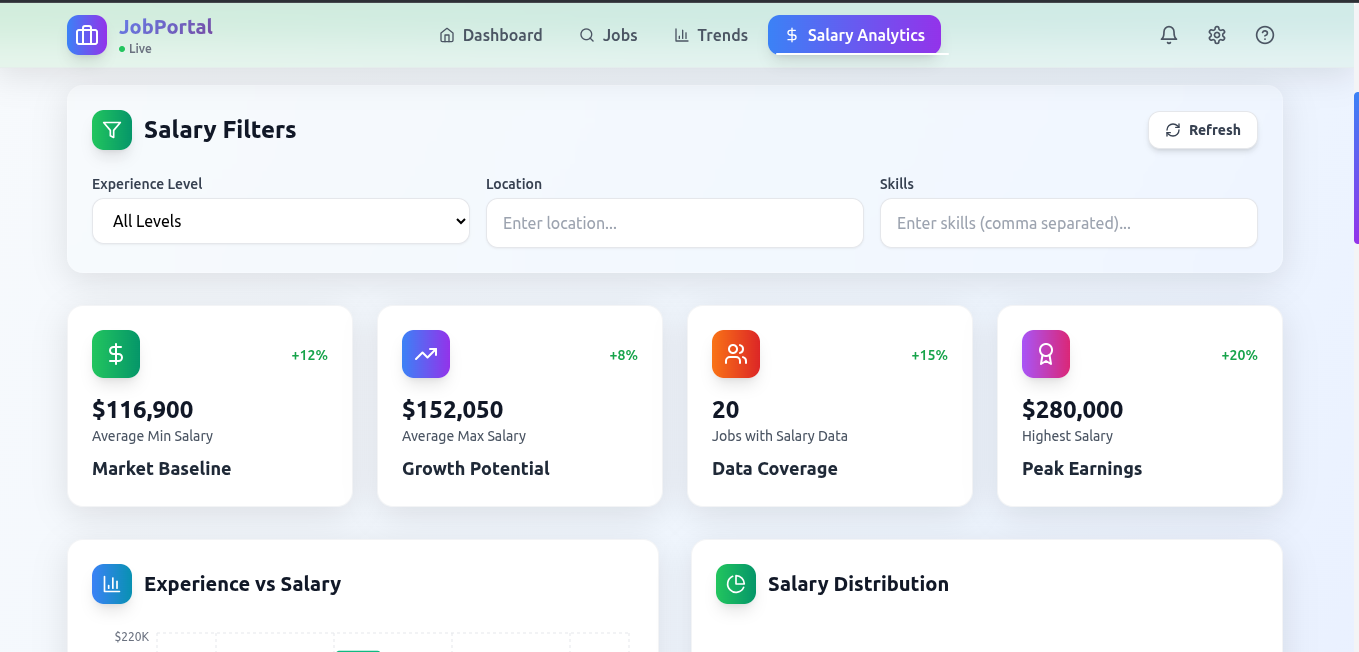 JobPortal
Live
Dashboard
Jobs
Trends
$ Salary Analytics
Salary Filters
Refresh
Experience Level
Location
Skills
All Levels
Enter location...
Enter skills (comma separated)...
+12%
+8%
+15%
+20%
$116,900
$152,050
20
$280,000
Average Min Salary
Average Max Salary
Jobs with Salary Data
Highest Salary
Market Baseline
Growth Potential
Data Coverage
Peak Earnings
Experience vs Salary
Salary Distribution
$220K